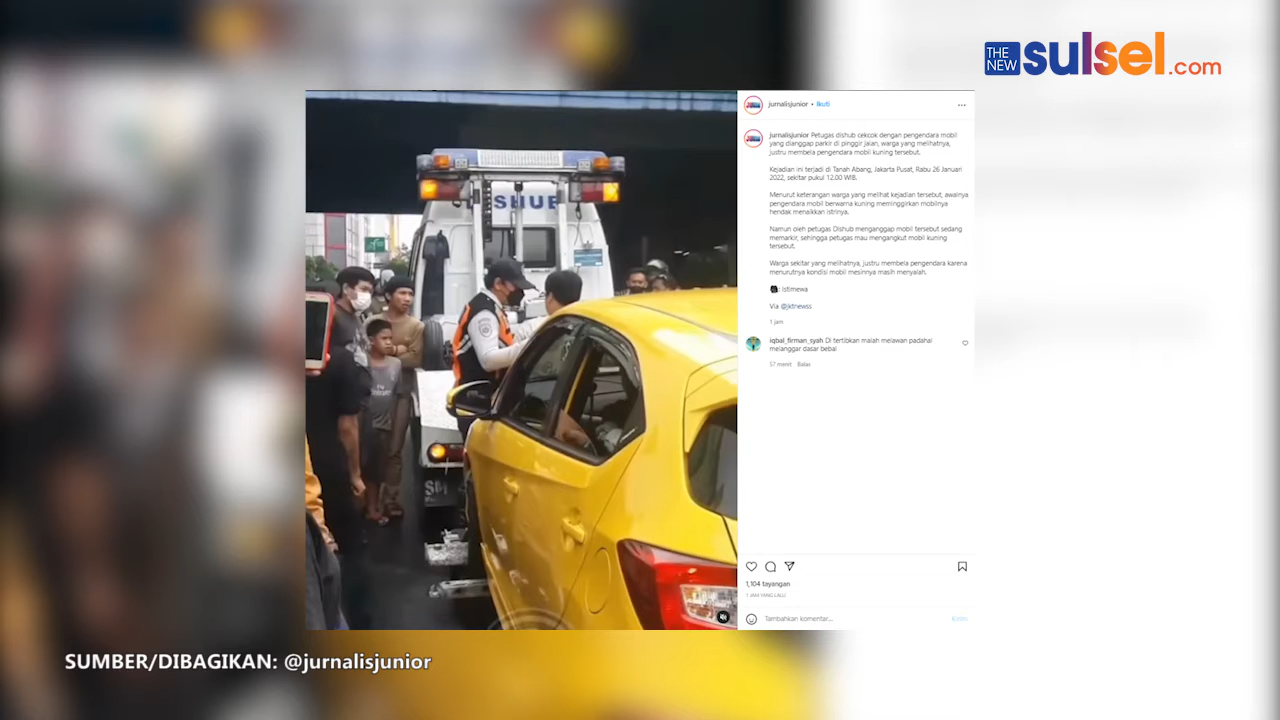 THE NEW sulsel.com
SHUB
jurnalisjunior • Ikuti
jurnalisjunior Petugas dishub cekcok dengan pengendara mobil
yang dianggap parkir di pinggir jalan, warga yang melihatnya,
justru membela pengendara mobil kuning tersebut.
Kejadian ini terjadi di Tanah Abang, Jakarta Pusat, Rabu 26 Januari
2022, sekitar pukul 12.00 WIB.
Menurut keterangan warga yang melihat kejadian tersebut, awalnya
pengendara mobil berwarna kuning meminggirkan mobilnya
hendak menaikkan istrinya.
Namun oleh petugas Dishub menganggap mobil tersebut sedang
memarkir, sehingga petugas mau mengangkut mobil kuning
tersebut.
Warga sekitar yang melihatnya, justru membela pengendara karena
menurutnya kondisi mobil mesinnya masih menyalah.
: istimewa
Via @jktnewss
1 jam
iqbal_firman_syah Di tertibkan malah melawan padahal
melanggar dasar bebal
57 menit Balas
1,104 tayangan
1 JAM YANG LALU
Tambahkan komentar...
Kirim
SUMBER/DIBAGIKAN: @jurnalisjunior